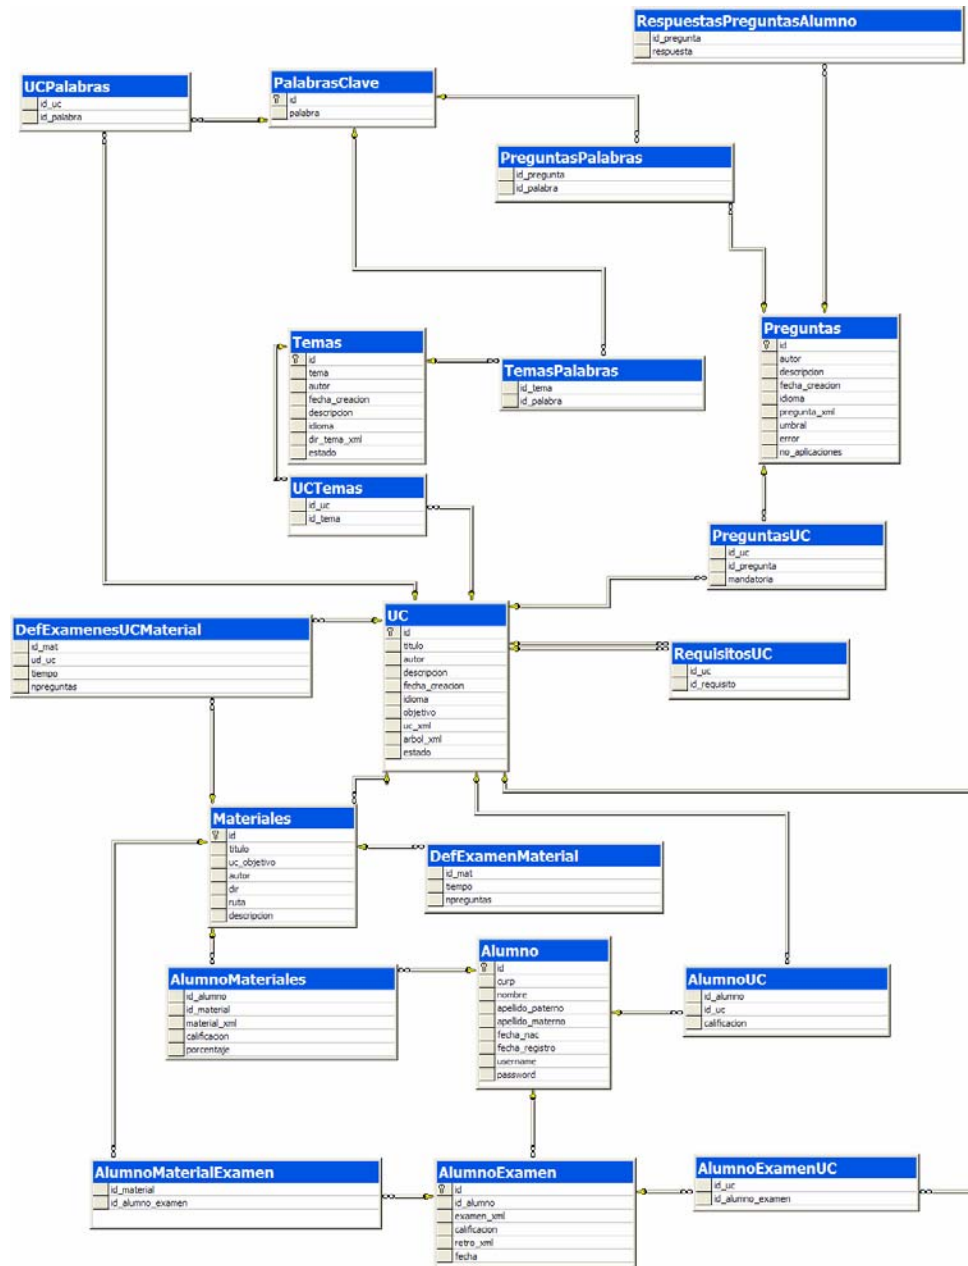 RespuestasPreguntasAlumno
id_pregunta
respuesta
UCPalabras
id_uc
id_palabra
PalabrasClave
id
palabra
PreguntasPalabras
id_pregunta
id_palabra
Temas
id
tema
autor
fecha_creacion
descripcion
idioma
dir_tema_xml
estado
TemasPalabras
id_tema
id_palabra
Preguntas
id
autor
descripcion
fecha_creacion
idioma
pregunta_xml
umbral
error
no_aplicaciones
UCTemas
id_uc
id_tema
PreguntasUC
id_uc
id_pregunta
mandatoria
DefExamenesUCMaterial
id_mat
ud_uc
tiempo
npreguntas
UC
id
titulo
autor
descripcion
fecha_creacion
idioma
objetivo
uc_xml
arbol_xml
estado
RequisitosUC
id_uc
id_requisito
Materiales
id
titulo
uc_objetivo
autor
dir
ruta
descripcion
DefExamenMaterial
id_mat
tiempo
npreguntas
AlumnoMateriales
id_alumno
id_material
material_xml
calificacion
porcentaje
Alumno
id
curp
nombre
apellido_paterno
apellido_materno
fecha_nac
fecha_registro
username
password
AlumnoUC
id_alumno
id_uc
calificacion
AlumnoMaterialExamen
id_material
id_alumno_examen
AlumnoExamen
id
id_alumno
examen_xml
calificacion
retro_xml
fecha
AlumnoExamenUC
id_uc
id_alumno_examen